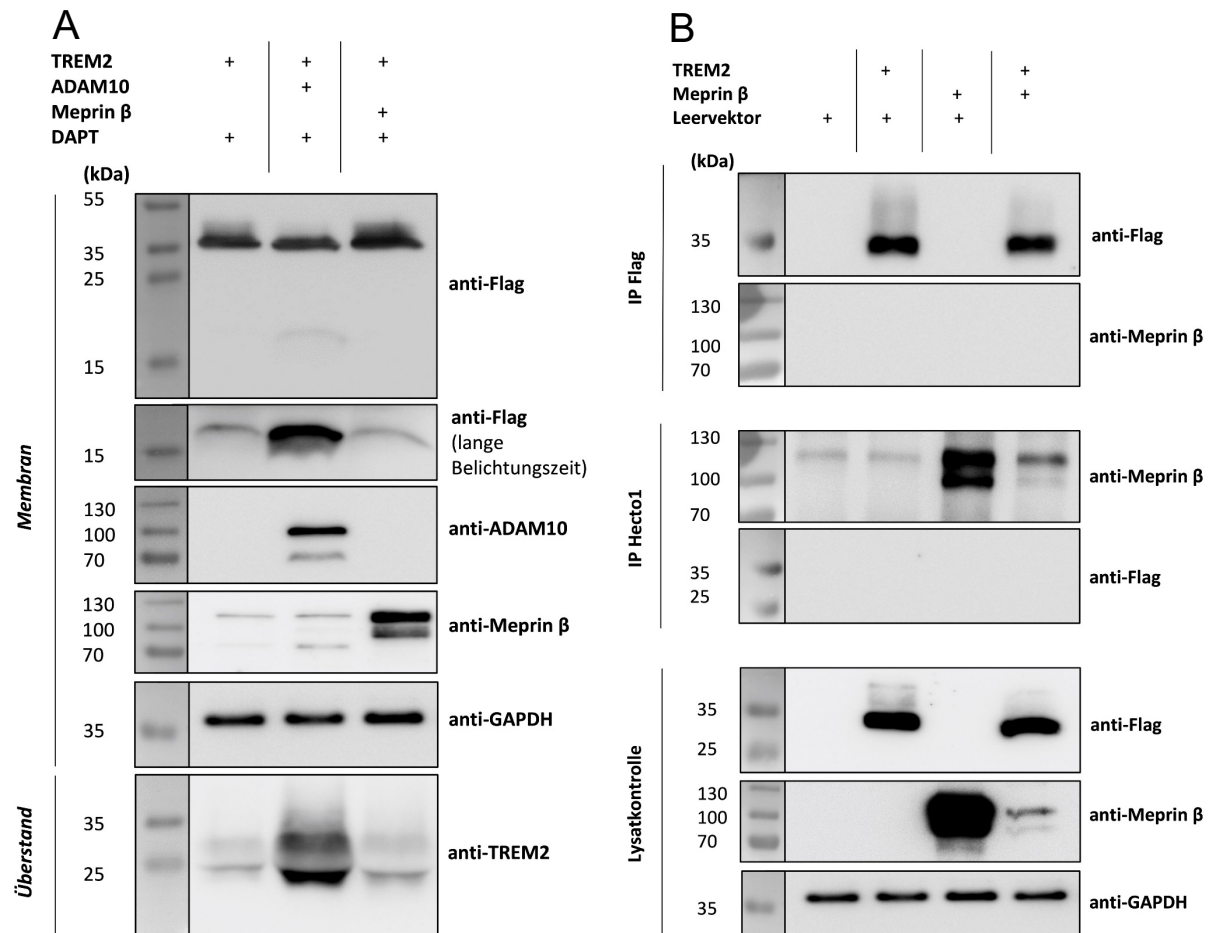 A
TREM2 + + +
ADAM10 +
Meprin β +
DAPT + + +
(kDa)
55
35
25
15
anti-Flag
15
anti-Flag
(lange
Belichtungszeit)
130
100
70
anti-ADAM10
130
100
70
anti-Meprin β
35
anti-GAPDH
Membran
35
25
anti-TREM2
Überstand
B
TREM2 + +
Meprin β + +
Leervektor + + +
(kDa)
35
anti-Flag
130
100
70
anti-Meprin β
IP Flag
130
100
70
anti-Meprin β
35
25
anti-Flag
IP Hecto1
35
25
anti-Flag
130
100
70
anti-Meprin β
35
anti-GAPDH
Lysatkontrolle